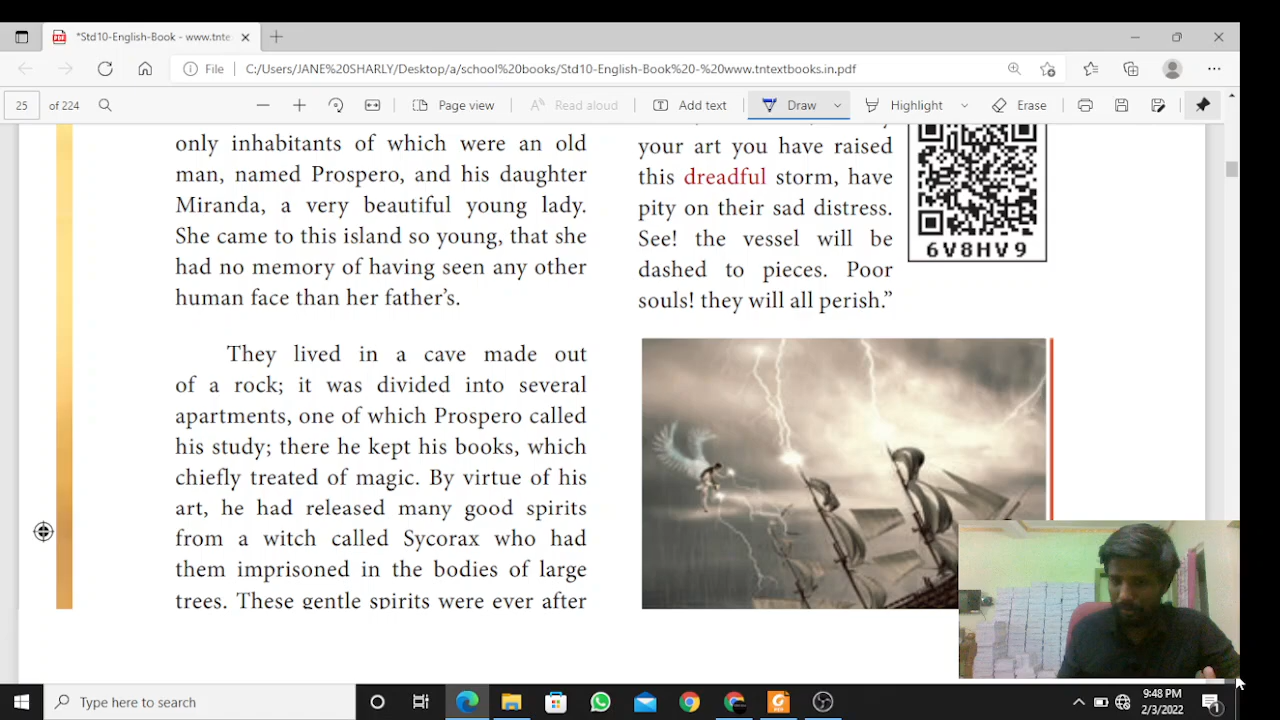 *Std10-English-Book - www.tnte
File
C:/Users/JANE%20SHARLY/Desktop/a/school%20books/Std10-English-Book%20-%20www.tntextbooks.in.pdf
25 of 224
Page view
Read aloud
Add text
Draw
Highlight
Erase
only inhabitants of which were an old
man, named Prospero, and his daughter
Miranda, a very beautiful young lady.
She came to this island so young, that she
had no memory of having seen any other
human face than her father's.
They lived in a cave made out
of a rock; it was divided into several
apartments, one of which Prospero called
his study; there he kept his books, which
chiefly treated of magic. By virtue of his
art, he had released many good spirits
from a witch called Sycorax who had
them imprisoned in the bodies of large
trees. These gentle spirits were ever after
your art you have raised
this dreadful storm, have
pity on their sad distress.
See! the vessel will be
dashed to pieces. Poor
souls! they will all perish.”
6V8HV9
Type here to search
9:48 PM
2/3/2022
1